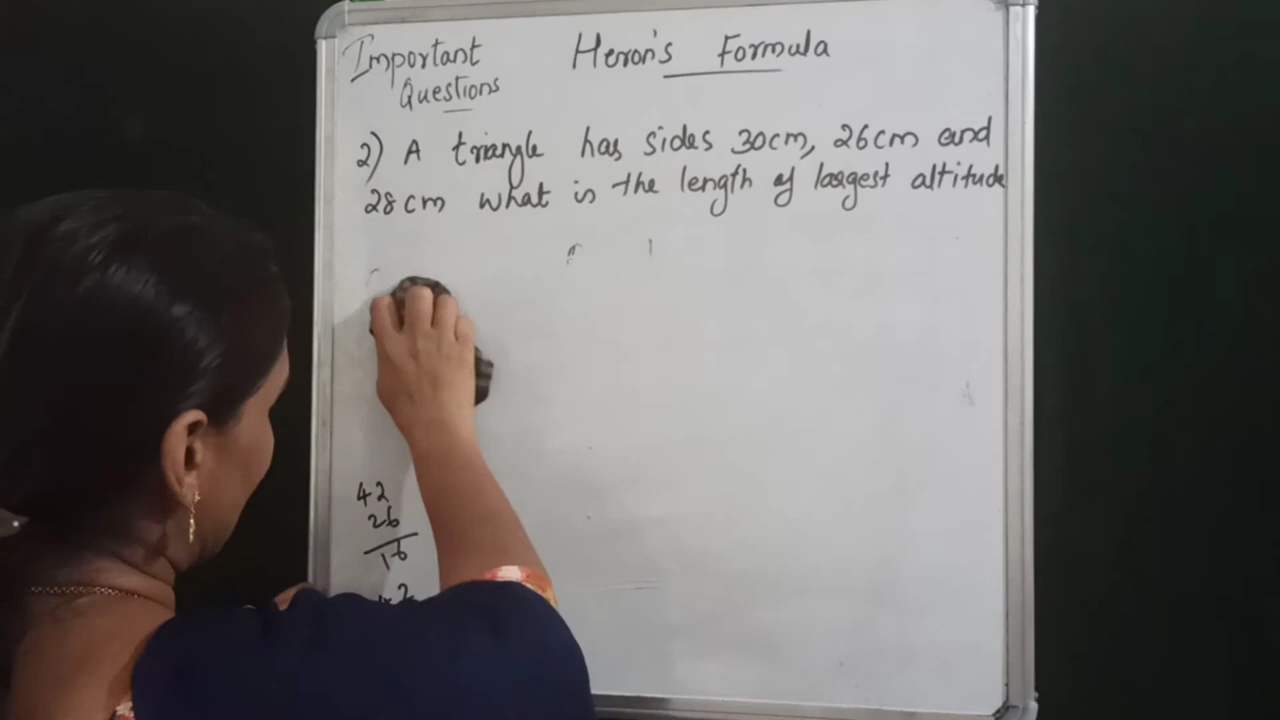 Important Heron's Formula
Questions
2) A triangle has sides 30cm, 26cm and
28cm what is the length of largest altitude
42
26
16